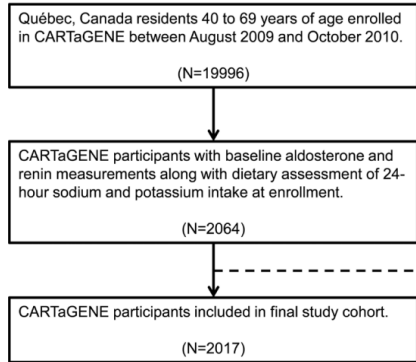 Québec, Canada residents 40 to 69 years of age enrolled
in CARTaGENE between August 2009 and October 2010.
(N=19996)
CARTaGENE participants with baseline aldosterone and
renin measurements along with dietary assessment of 24-
hour sodium and potassium intake at enrollment.
(N=2064)
CARTaGENE participants included in final study cohort.
(N=2017)